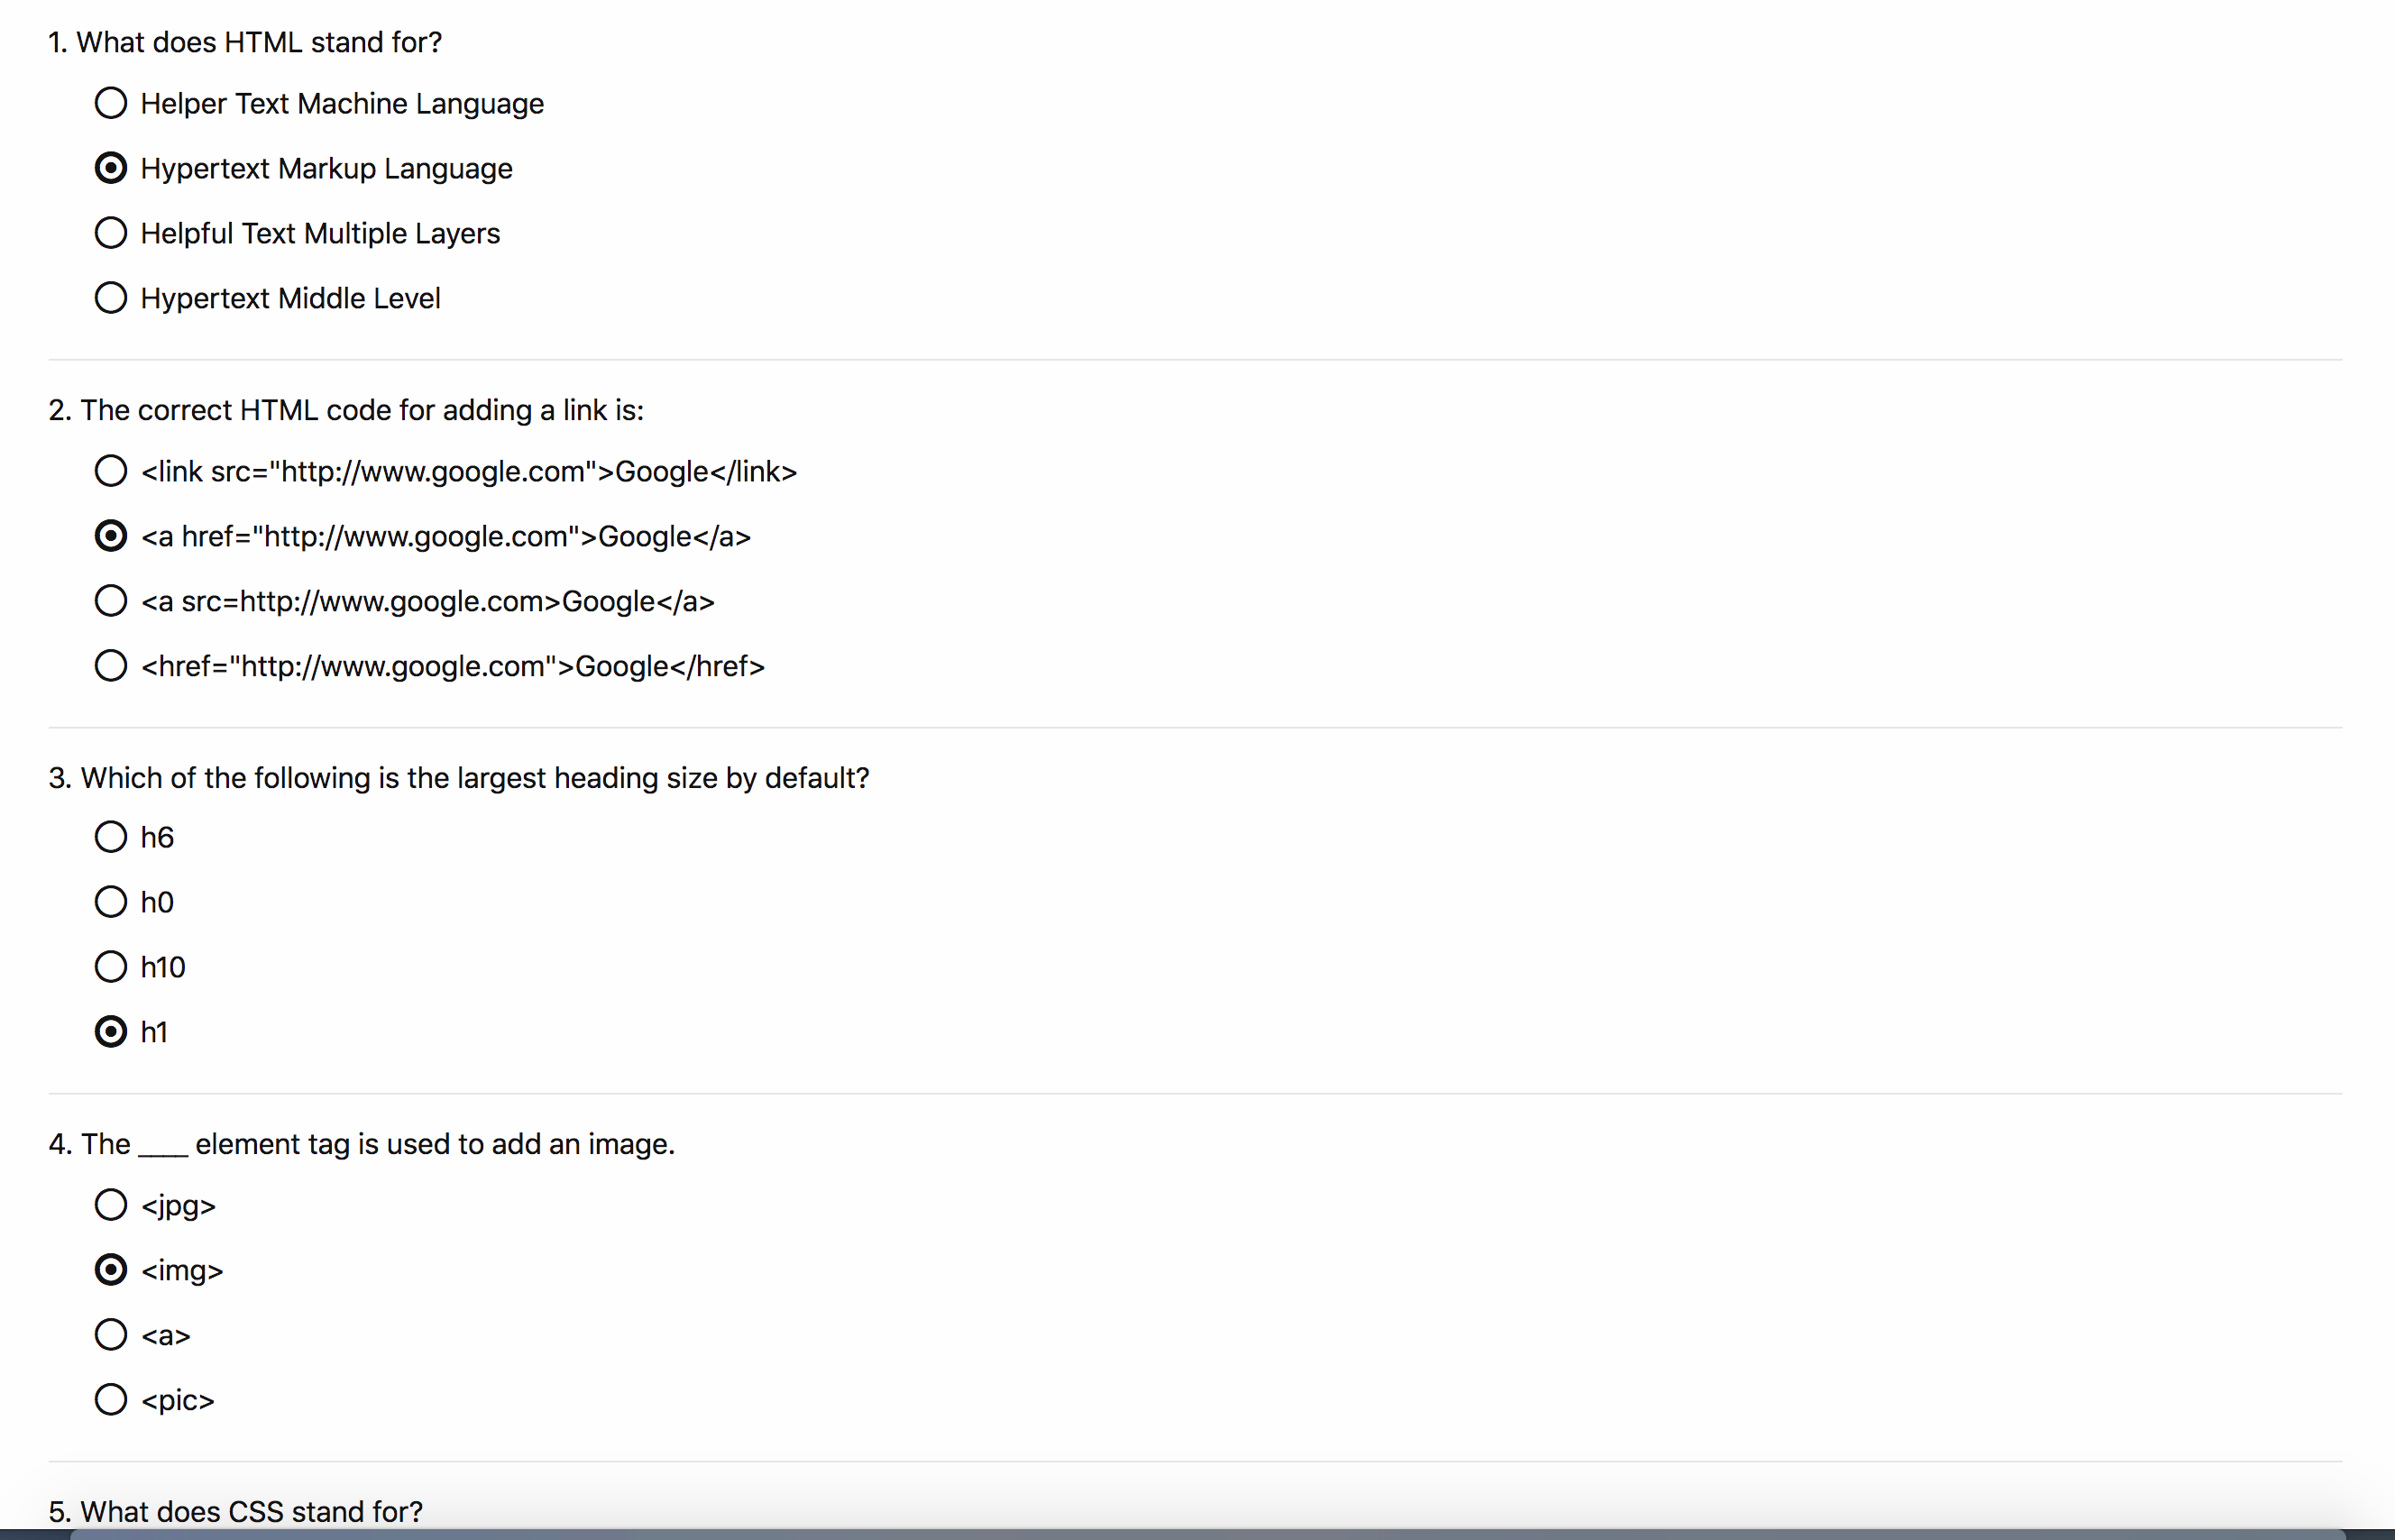 1. What does HTML stand for?
Helper Text Machine Language
Hypertext Markup Language
Helpful Text Multiple Layers
Hypertext Middle Level
2. The correct HTML code for adding a link is:
<link src="http://www.google.com">Google</link>
<a href="http://www.google.com">Google</a>
<a src=http://www.google.com>Google</a>
<href="http://www.google.com">Google</href>
3. Which of the following is the largest heading size by default?
h6
h0
h10
h1
4. The ____ element tag is used to add an image.
<jpg>
<img>
<a>
<pic>
5. What does CSS stand for?